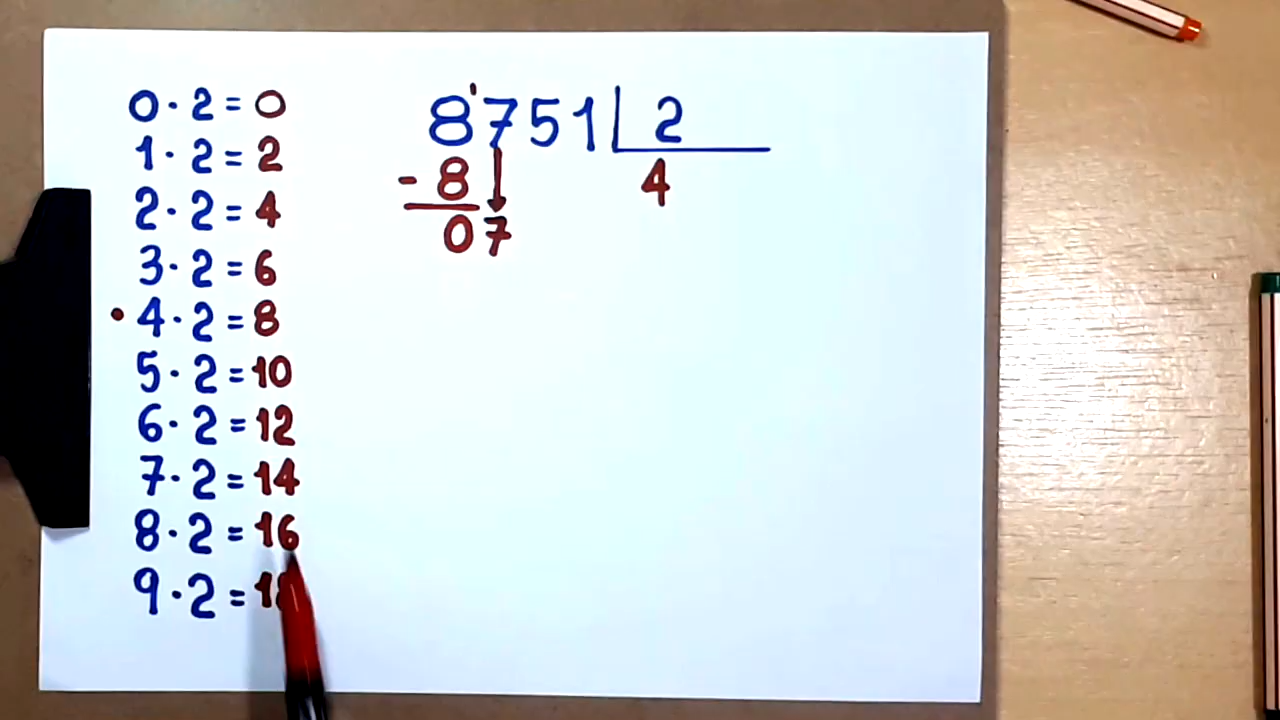 0 · 2 = 0
1 · 2 = 2
2 · 2 = 4
3 · 2 = 6
• 4 · 2 = 8
5 · 2 = 10
6 · 2 = 12
7 · 2 = 14
8 · 2 = 16
9 · 2 =
8'751 | 2
- 8 4
07